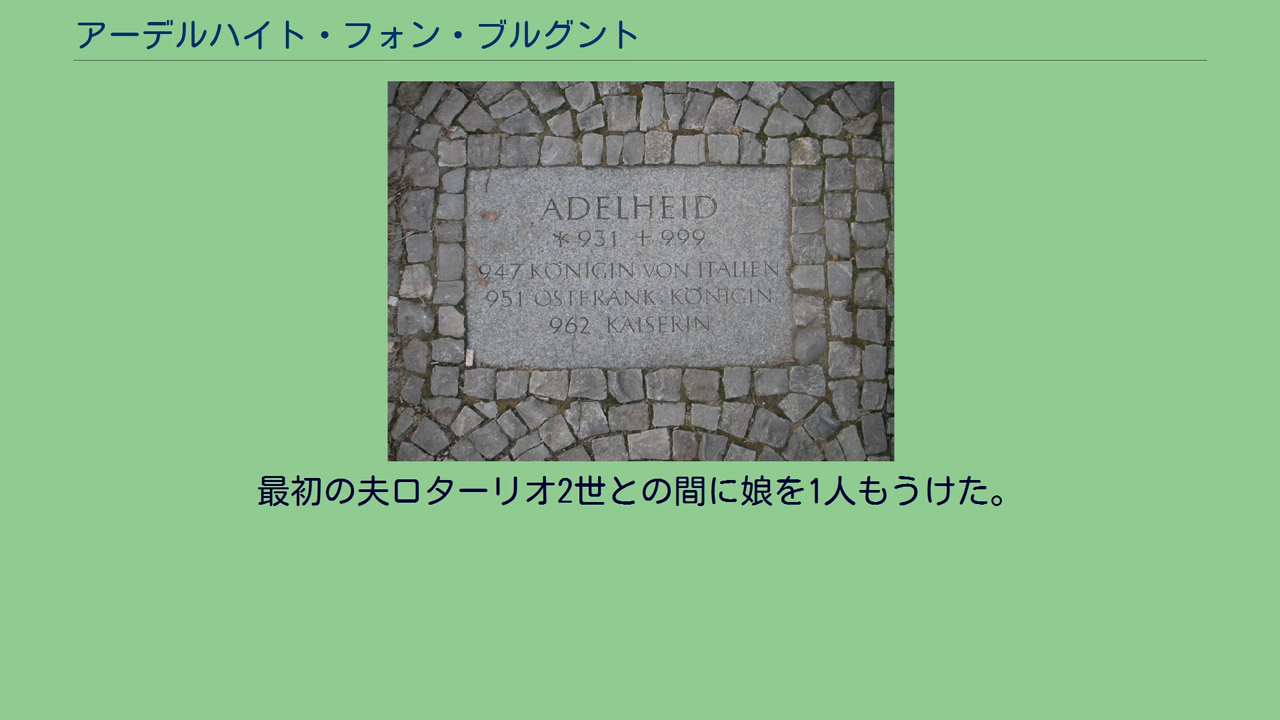 アーデルハイト・フォン・ブルグント
ADELHEID
* 931 + 999
947 KÖNIGIN VON ITALIEN
951 OSTFRÄNK. KÖNIGIN
962 KAISERIN
最初の夫ロターリオ2世との間に娘を1人もうけた。